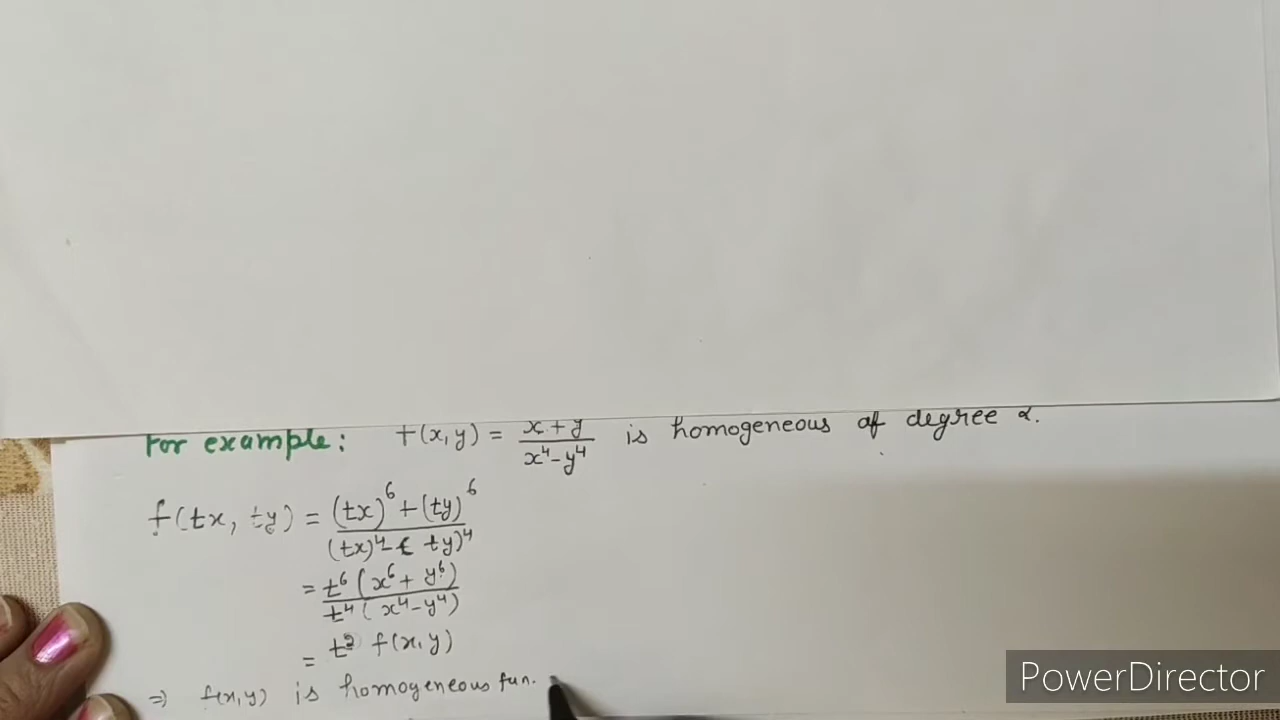 For example: f(x,y) = x + y / x⁴ - y⁴ is homogeneous of degree 2.
f(tx, ty) = (tx)⁶ + (ty)⁶ / (tx)⁴ - (ty)⁴
= t⁶ (x⁶ + y⁶) / t⁴ (x⁴ - y⁴)
= t² f(x,y)
⇒ f(x,y) is homogeneous fun.
PowerDirector